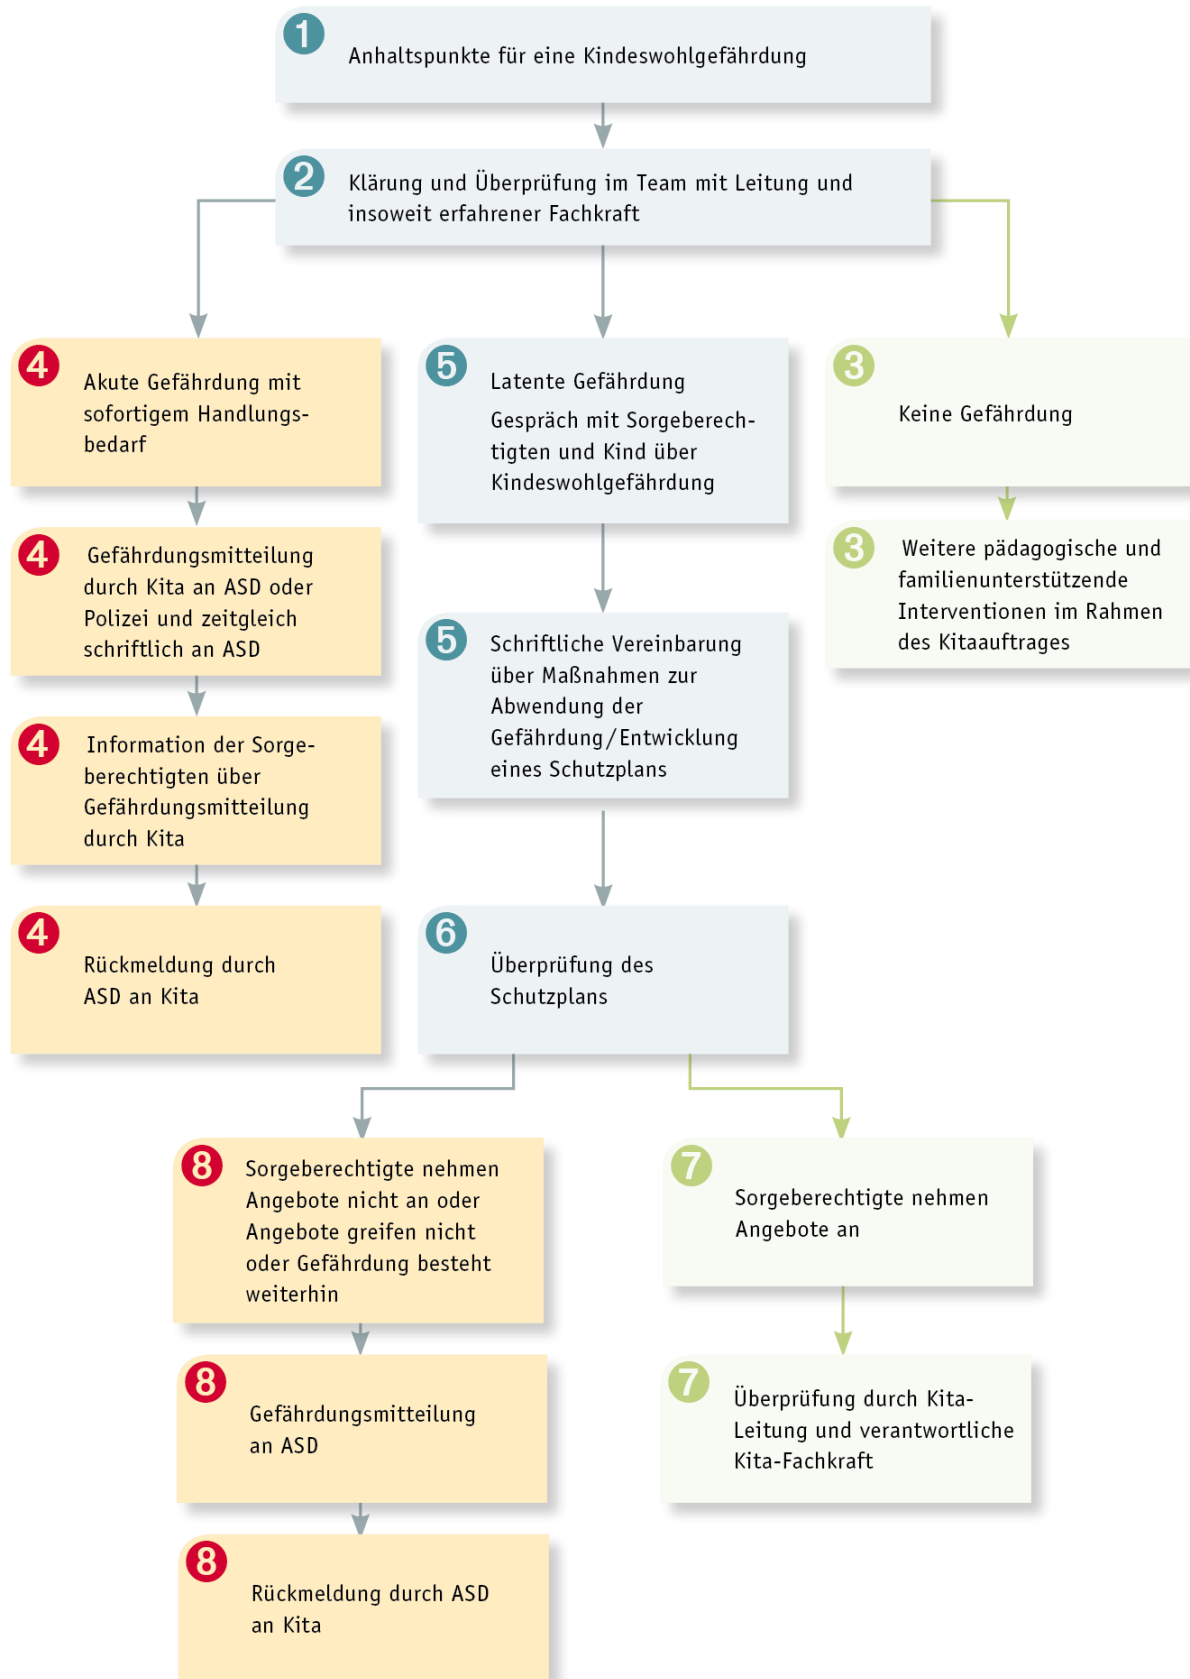 1
Anhaltspunkte für eine Kindeswohlgefährdung
2
Klärung und Überprüfung im Team mit Leitung und
insoweit erfahrener Fachkraft
4
Akute Gefährdung mit
sofortigem Handlungs-
bedarf
4
Gefährdungsmitteilung
durch Kita an ASD oder
Polizei und zeitgleich
schriftlich an ASD
4
Information der Sorge-
berechtigten über
Gefährdungsmitteilung
durch Kita
4
Rückmeldung durch
ASD an Kita
5
Latente Gefährdung
Gespräch mit Sorgeberech-
tigten und Kind über
Kindeswohlgefährdung
5
Schriftliche Vereinbarung
über Maßnahmen zur
Abwendung der
Gefährdung/Entwicklung
eines Schutzplans
6
Überprüfung des
Schutzplans
3
Keine Gefährdung
3
Weitere pädagogische und
familienunterstützende
Interventionen im Rahmen
des Kitaauftrages
8
Sorgeberechtigte nehmen
Angebote nicht an oder
Angebote greifen nicht
oder Gefährdung besteht
weiterhin
8
Gefährdungsmitteilung
an ASD
8
Rückmeldung durch ASD
an Kita
7
Sorgeberechtigte nehmen
Angebote an
7
Überprüfung durch Kita-
Leitung und verantwortliche
Kita-Fachkraft